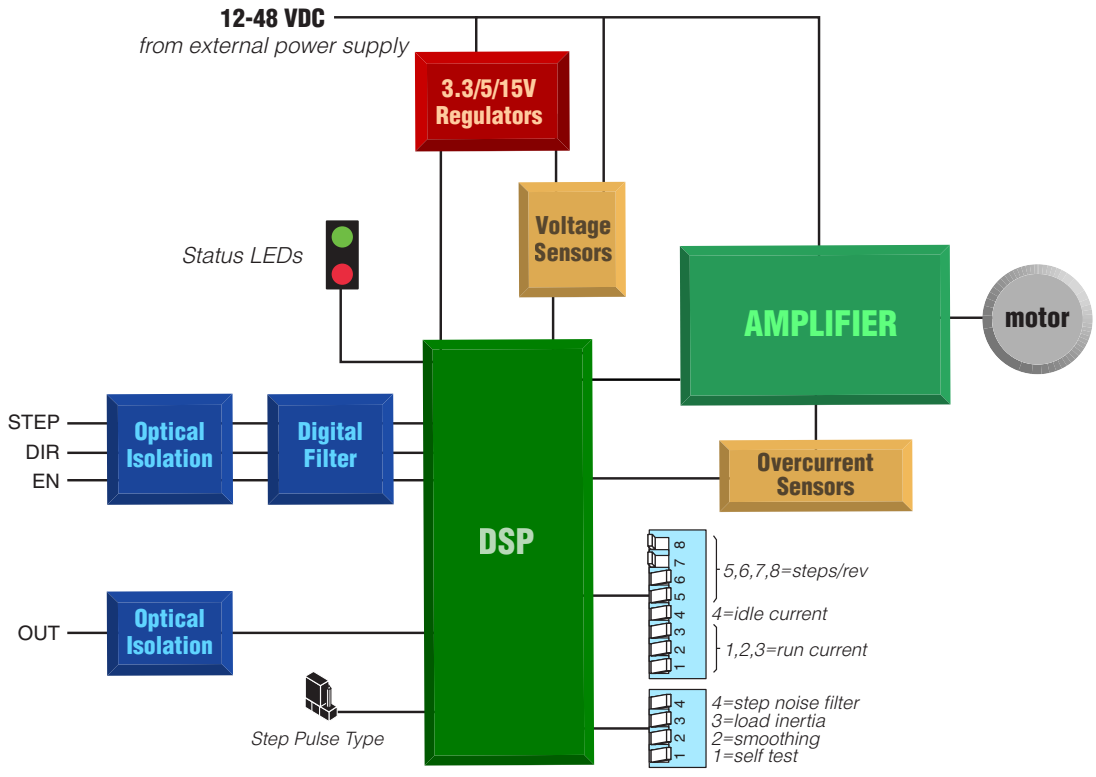 12-48 VDC
from external power supply
3.3/5/15V
Regulators
Voltage
Sensors
Status LEDs
AMPLIFIER
motor
STEP
DIR
EN
Optical
Isolation
Digital
Filter
Overcurrent
Sensors
DSP
8
7
6
5
4
3
2
1
5,6,7,8=steps/rev
4=idle current
1,2,3=run current
OUT
Optical
Isolation
Step Pulse Type
4
3
2
1
4=step noise filter
3=load inertia
2=smoothing
1=self test